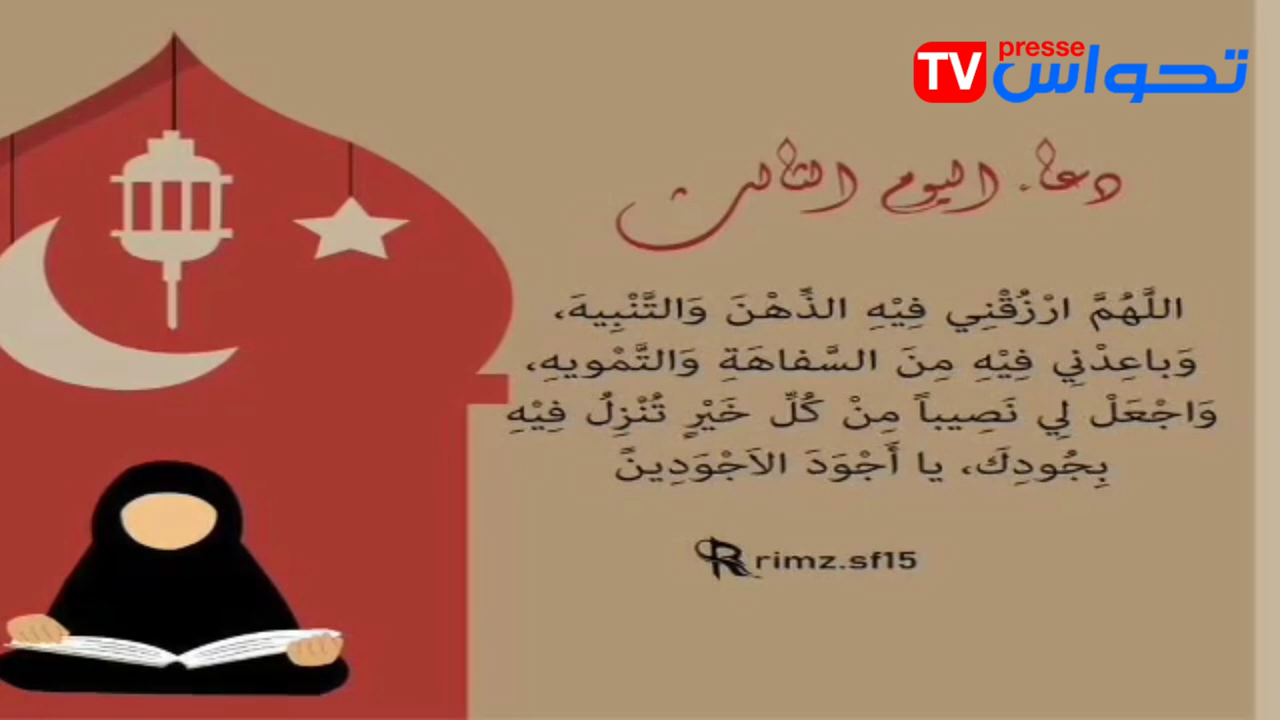 presse
TV تحواس
دعاء اليوم الثالث
اللَّهُمَّ ارْزُقْنِي فِيْهِ الذِّهْنَ وَالتَّنْبِيهَ،
وَباعِدْنِي فِيْهِ مِنَ السَّفاهَةِ وَالتَّمْويهِ،
وَاجْعَلْ لِي نَصِيباً مِنْ كُلِّ خَيْرٍ تُنْزِلُ فِيْهِ
بِجُودِكَ، يا أَجْوَدَ الاَجْوَدِينَ
rimz.sf15